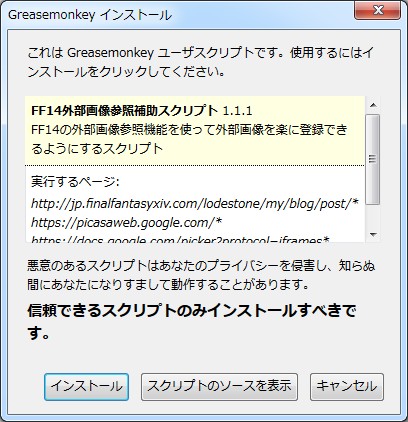 Greasemonkey インストール
これは Greasemonkey ユーザスクリプトです。使用するにはイ
ンストールをクリックしてください。
FF14外部画像参照補助スクリプト 1.1.1
FF14の外部画像参照機能を使って外部画像を楽に登録でき
るようにするスクリプト
実行するページ:
http://jp.finalfantasyxiv.com/lodestone/my/blog/post/*
https://picasaweb.google.com/*
https://docs.google.com/picker?protocol=iframes*
悪意のあるスクリプトはあなたのプライバシーを侵害し、知らぬ
間にあなたになりすまして動作することがあります。
信頼できるスクリプトのみインストールすべきで
す。
インストール
スクリプトのソースを表示
キャンセル